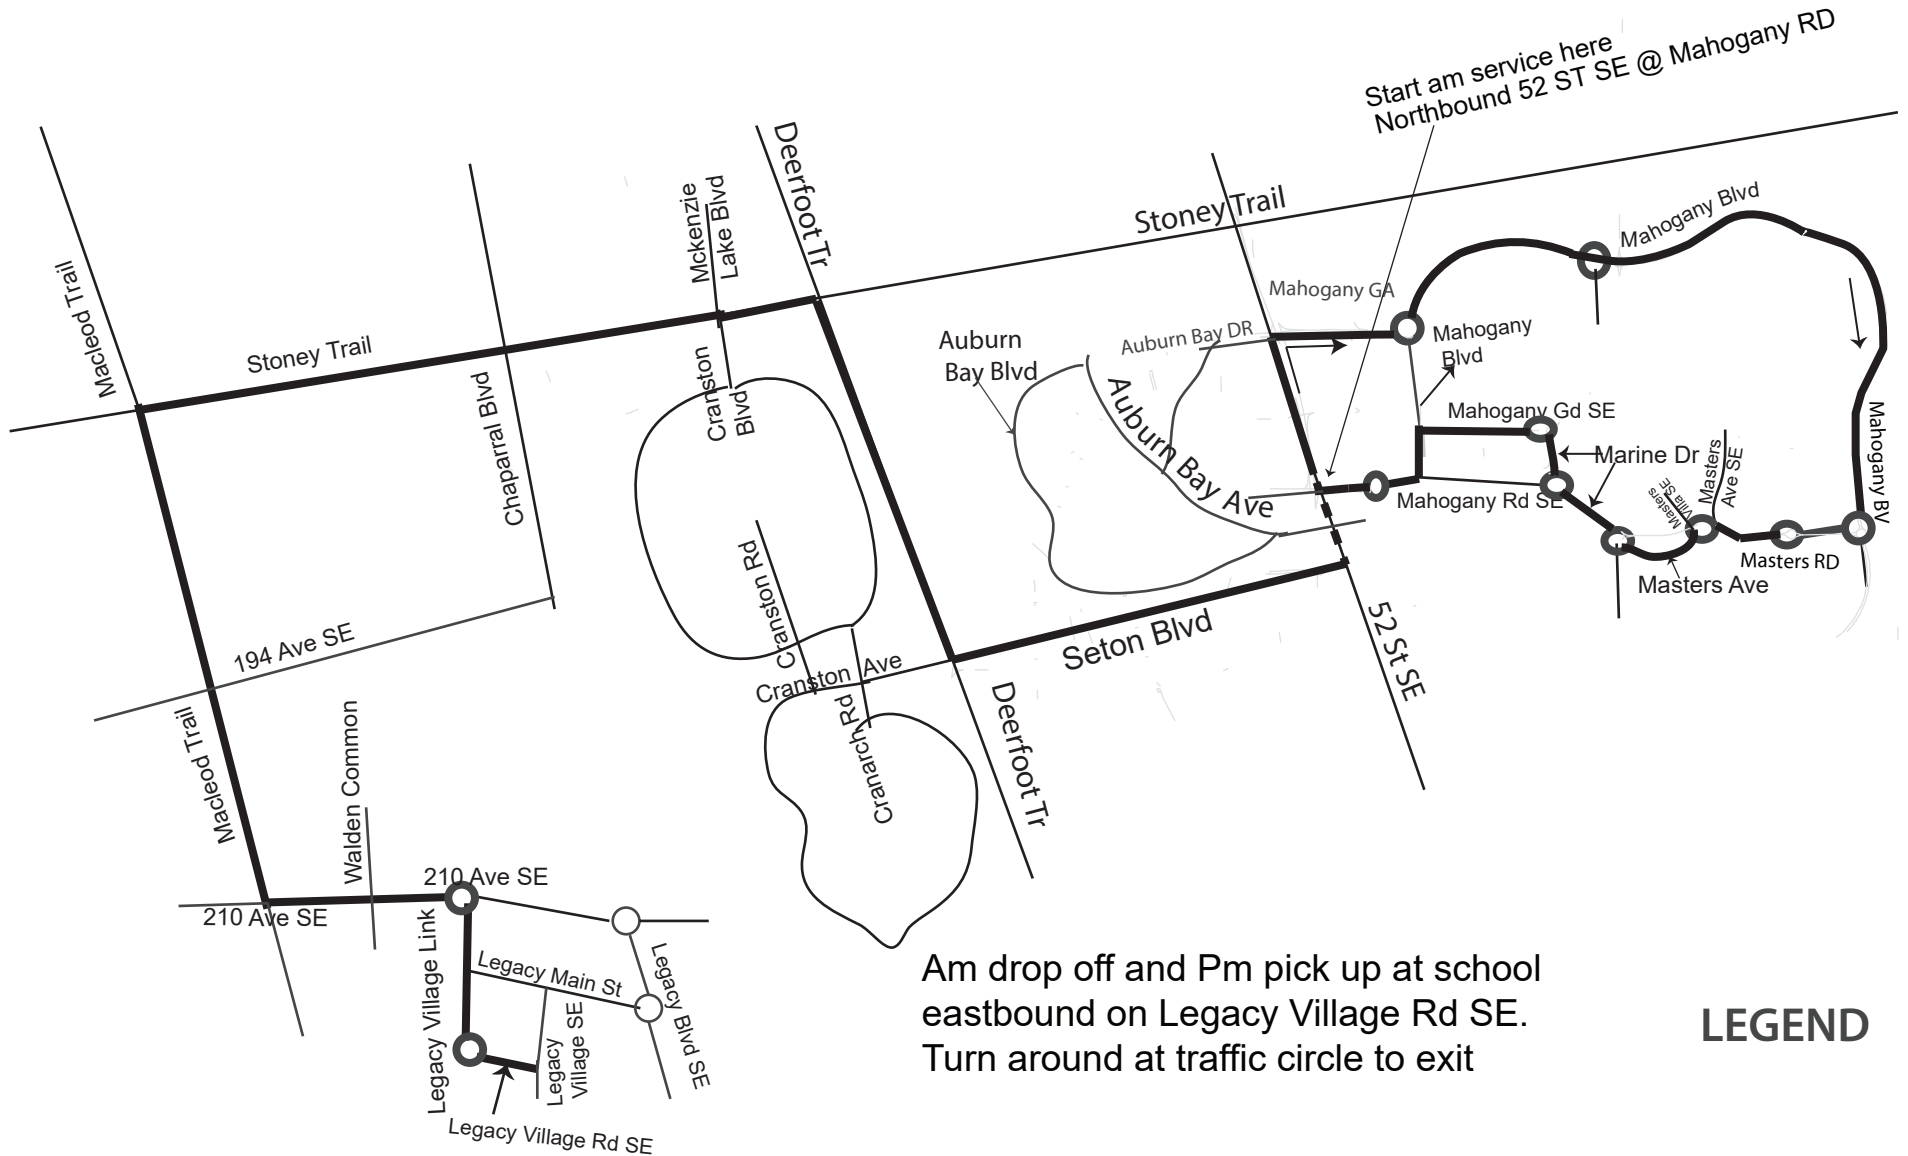 Start am service here
Northbound 52 ST SE @ Mahogany RD
Deerfoot Tr
Mckenzie
Lake Blvd
Stoney Trail
Mahogany Blvd
Macleod Trail
Mahogany GA
Auburn Bay DR
Mahogany
Blvd
Auburn
Bay Blvd
Stoney Trail
Cranston
Blvd
Chaparral Blvd
Auburn Bay Ave
Mahogany Gd SE
Mahogany BV
Marine Dr
Masters
Ave SE
Masters
Villa SE
Mahogany Rd SE
Masters RD
Masters Ave
Cranston Rd
194 Ave SE
Seton Blvd
52 St SE
Cranston Ave
Deerfoot Tr
Cranarch Rd
Macleod Trail
Walden Common
210 Ave SE
210 Ave SE
Legacy Village Link
Legacy Main St
Legacy Blvd SE
Legacy
Village SE
Legacy Village Rd SE
Am drop off and Pm pick up at school
eastbound on Legacy Village Rd SE.
Turn around at traffic circle to exit
LEGEND